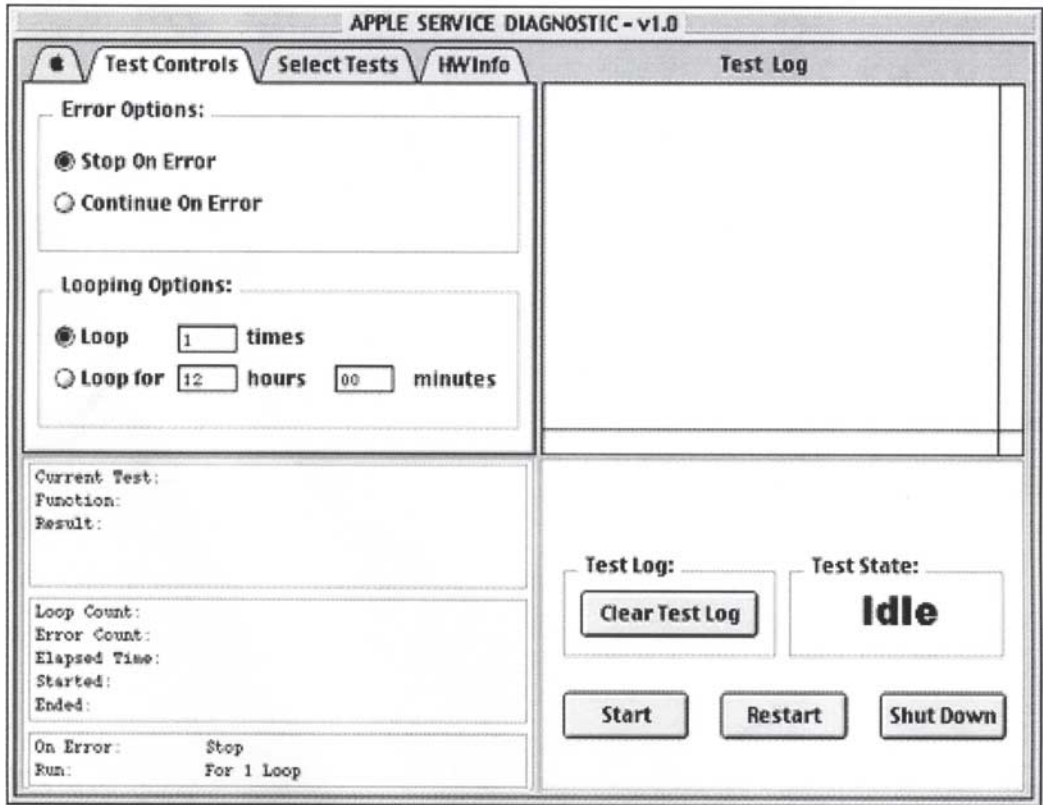 APPLE SERVICE DIAGNOSTIC - v1.0
Test Controls
Select Tests
HW Info
Test Log
Error Options:
Stop On Error
Continue On Error
Looping Options:
Loop 1 times
Loop for 12 hours 00 minutes
Current Test:
Function:
Result:
Loop Count:
Error Count:
Elapsed Time:
Started:
Ended:
On Error: Stop
Run: For 1 Loop
Test Log:
Clear Test Log
Test State:
Idle
Start
Restart
Shut Down